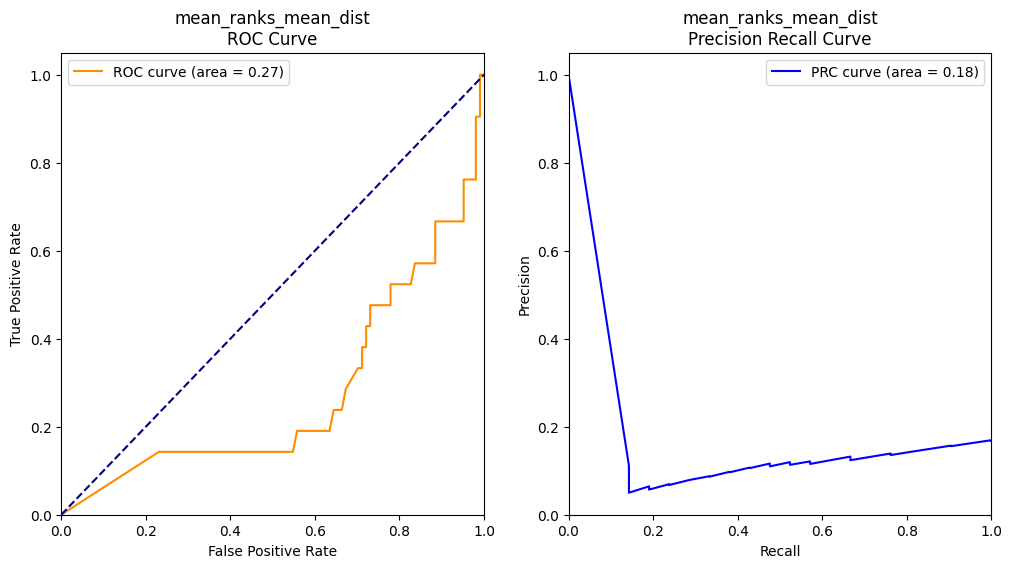 mean_ranks_mean_dist
ROC Curve
ROC curve (area = 0.27)
True Positive Rate
1.0
0.8
0.6
0.4
0.2
0.0
0.0 0.2 0.4 0.6 0.8 1.0
False Positive Rate
mean_ranks_mean_dist
Precision Recall Curve
PRC curve (area = 0.18)
Precision
1.0
0.8
0.6
0.4
0.2
0.0
0.0 0.2 0.4 0.6 0.8 1.0
Recall